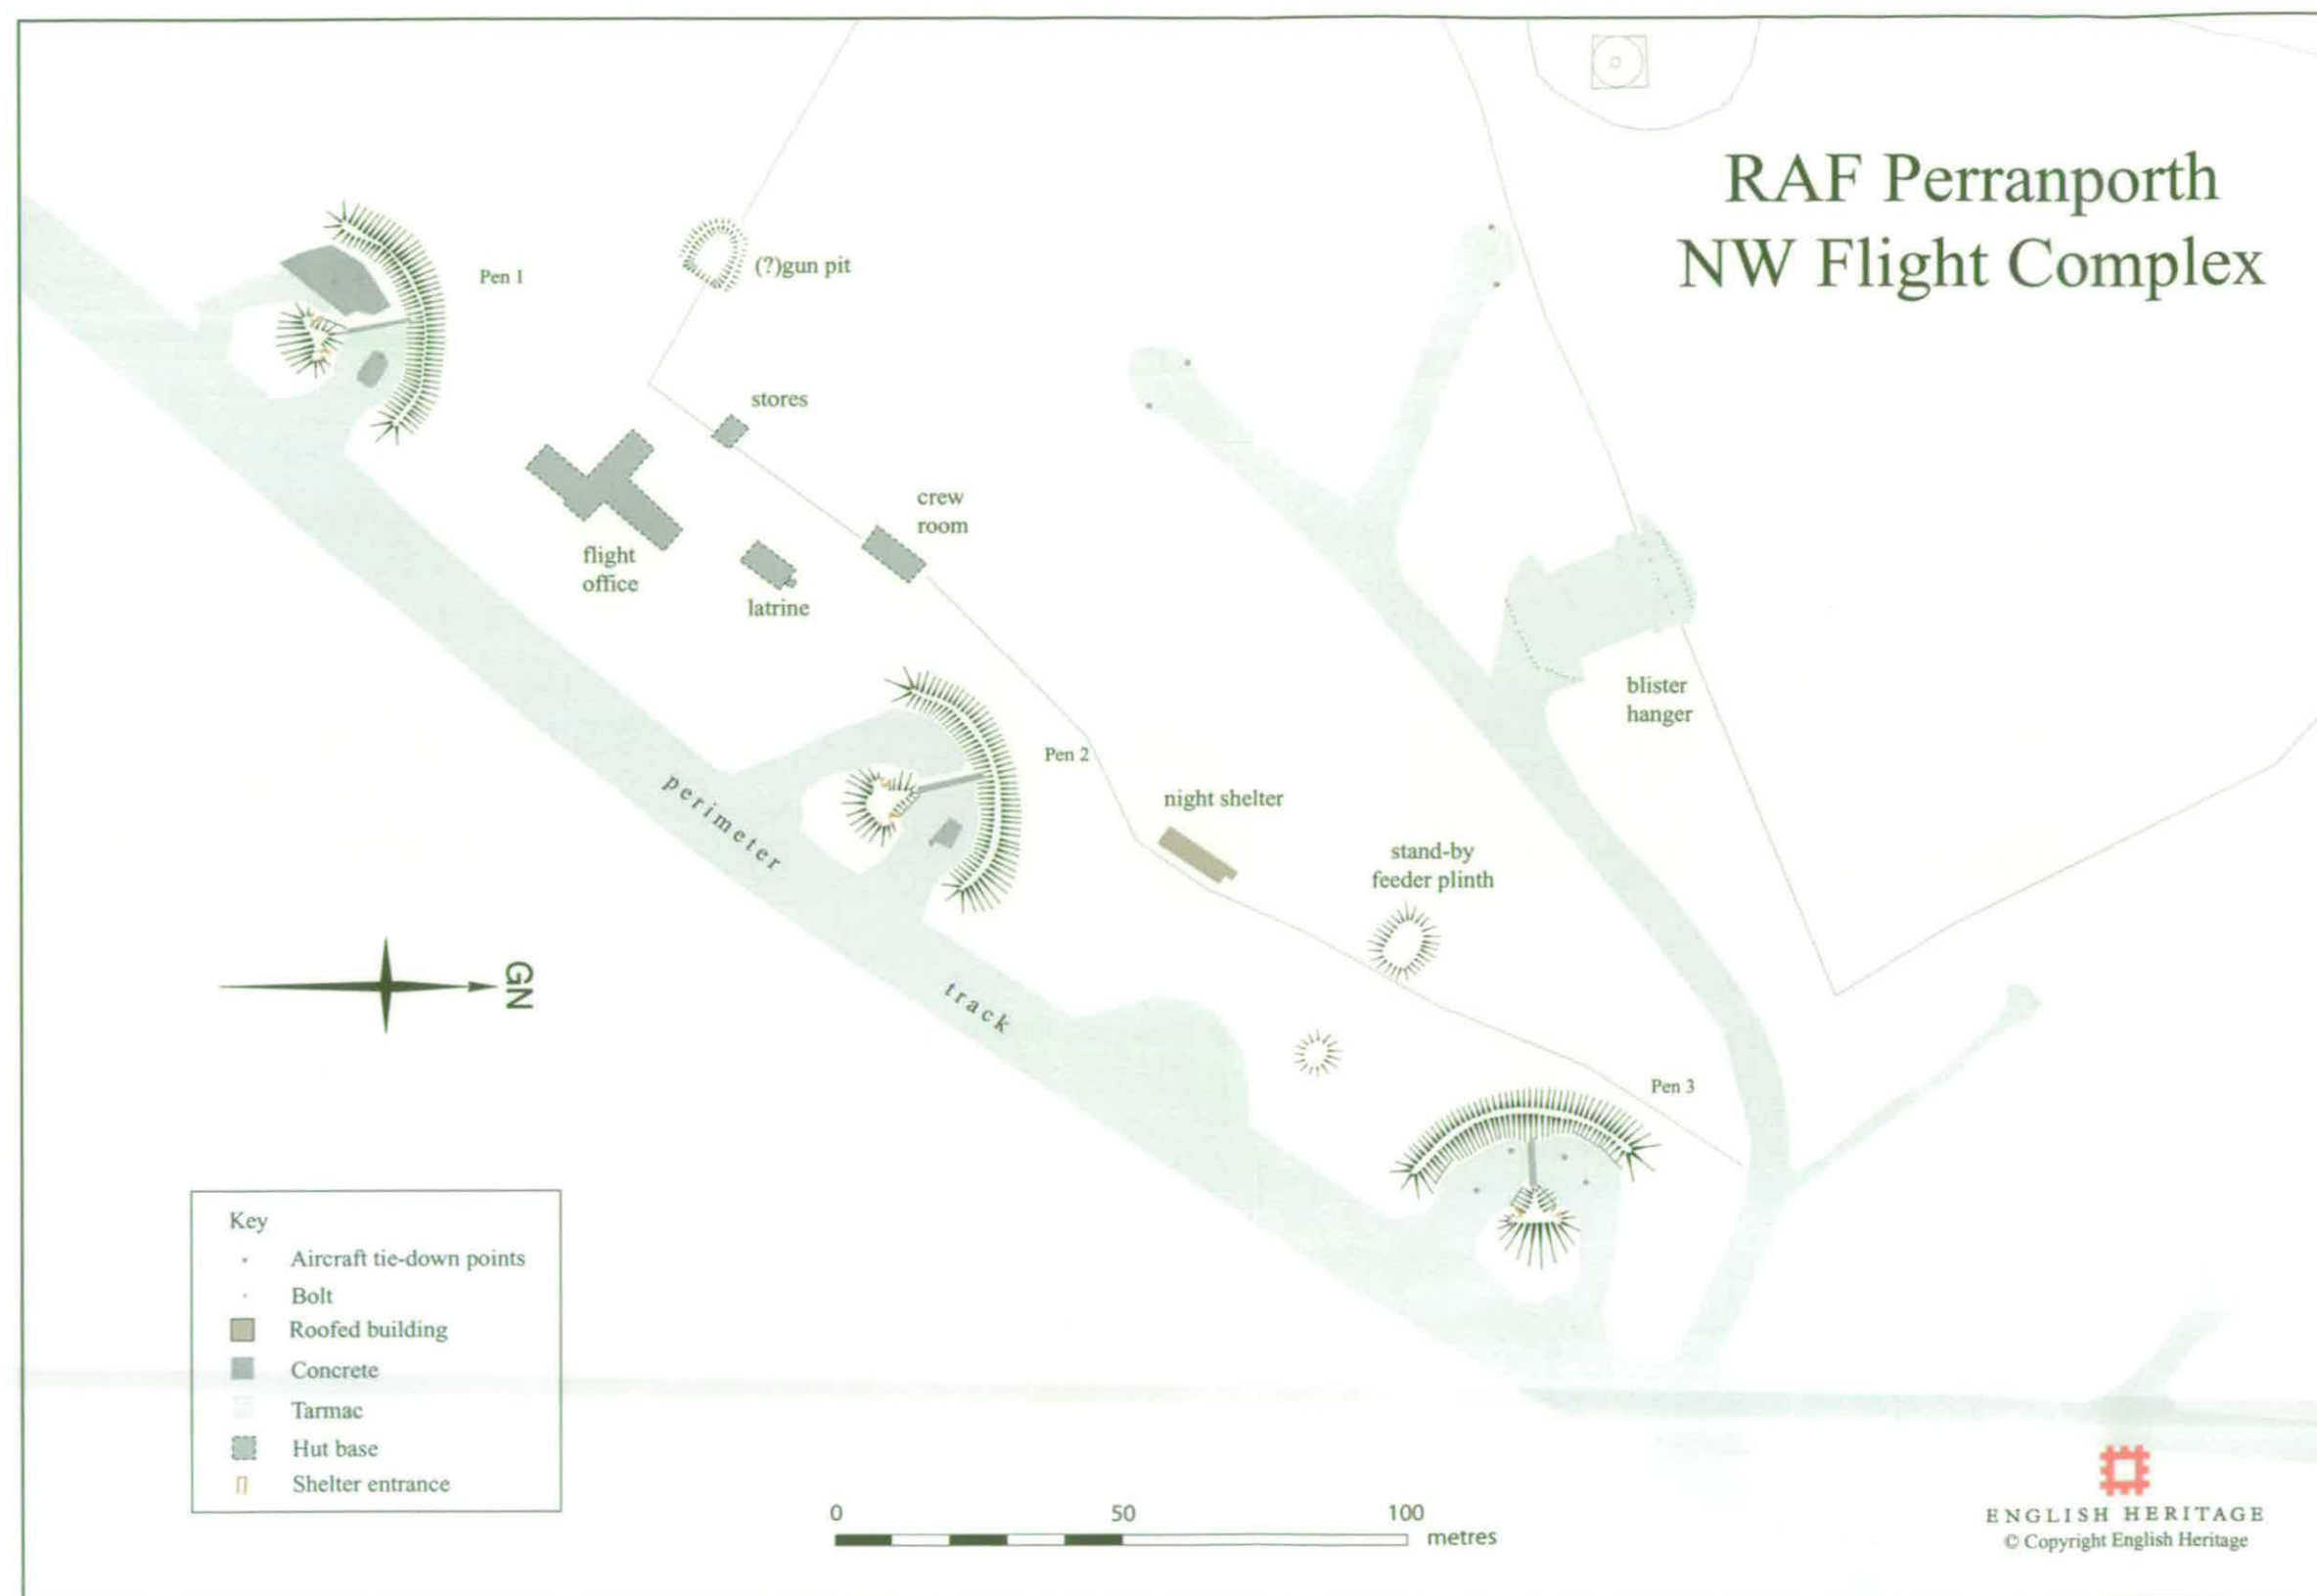 RAF Perranporth
NW Flight Complex
Pen 1
(?)gun pit
stores
crew
room
flight
office
latrine
blister
hanger
Pen 2
perimeter
night shelter
stand-by
feeder plinth
GN
track
Pen 3
Key
Aircraft tie-down points
Bolt
Roofed building
Concrete
Tarmac
Hut base
Shelter entrance
0 50 100
metres
ENGLISH HERITAGE
© Copyright English Heritage